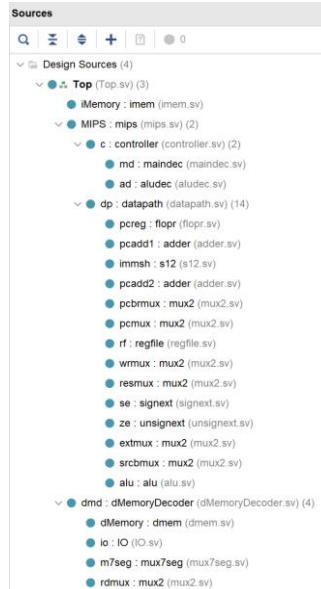 Sources
0
Design Sources (4)
Top (Top.sv) (3)
iMemory : imem (imem.sv)
MIPS : mips (mips.sv) (2)
c : controller (controller.sv) (2)
md : maindec (maindec.sv)
ad : aludec (aludec.sv)
dp : datapath (datapath.sv) (14)
pcreg : flopr (flopr.sv)
pcadd1 : adder (adder.sv)
immsh : s12 (s12.sv)
pcadd2 : adder (adder.sv)
pcbrmux : mux2 (mux2.sv)
pcmux : mux2 (mux2.sv)
rf : regfile (regfile.sv)
wrmux : mux2 (mux2.sv)
resmux : mux2 (mux2.sv)
se : signext (signext.sv)
ze : unsignext (unsignext.sv)
extmux : mux2 (mux2.sv)
srcbmux : mux2 (mux2.sv)
alu : alu (alu.sv)
dmd : dMemoryDecoder (dMemoryDecoder.sv) (4)
dMemory : dmem (dmem.sv)
io : IO (IO.sv)
m7seg : mux7seg (mux7seg.sv)
rdmux : mux2 (mux2.sv)